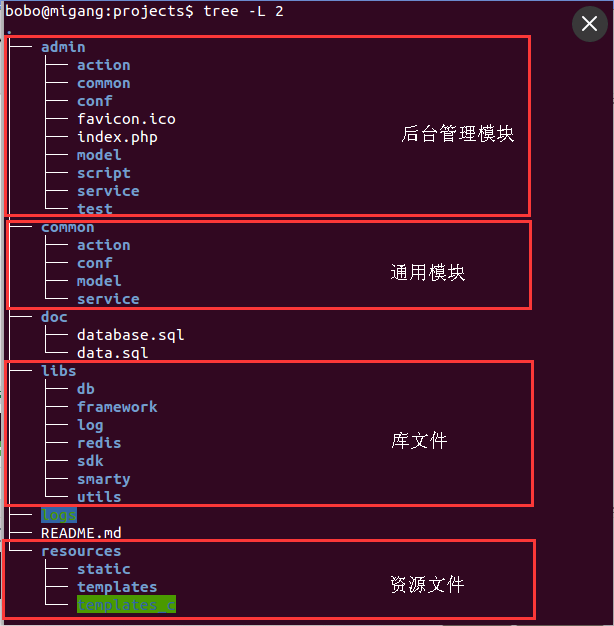 bobo@migang:projects$ tree -L 2
.
├── admin
│   ├── action
│   ├── common
│   ├── conf
│   ├── favicon.ico
│   ├── index.php
后台管理模块
│   ├── model
│   ├── script
│   ├── service
│   └── test
├── common
│   ├── action
│   ├── conf
通用模块
│   ├── model
│   └── service
├── doc
│   ├── database.sql
│   └── data.sql
├── libs
│   ├── db
│   ├── framework
│   ├── log
│   ├── redis
库文件
│   ├── sdk
│   ├── smarty
│   └── utils
├── logs
├── README.md
└── resources
    ├── static
    ├── templates
资源文件
    └── templates_c